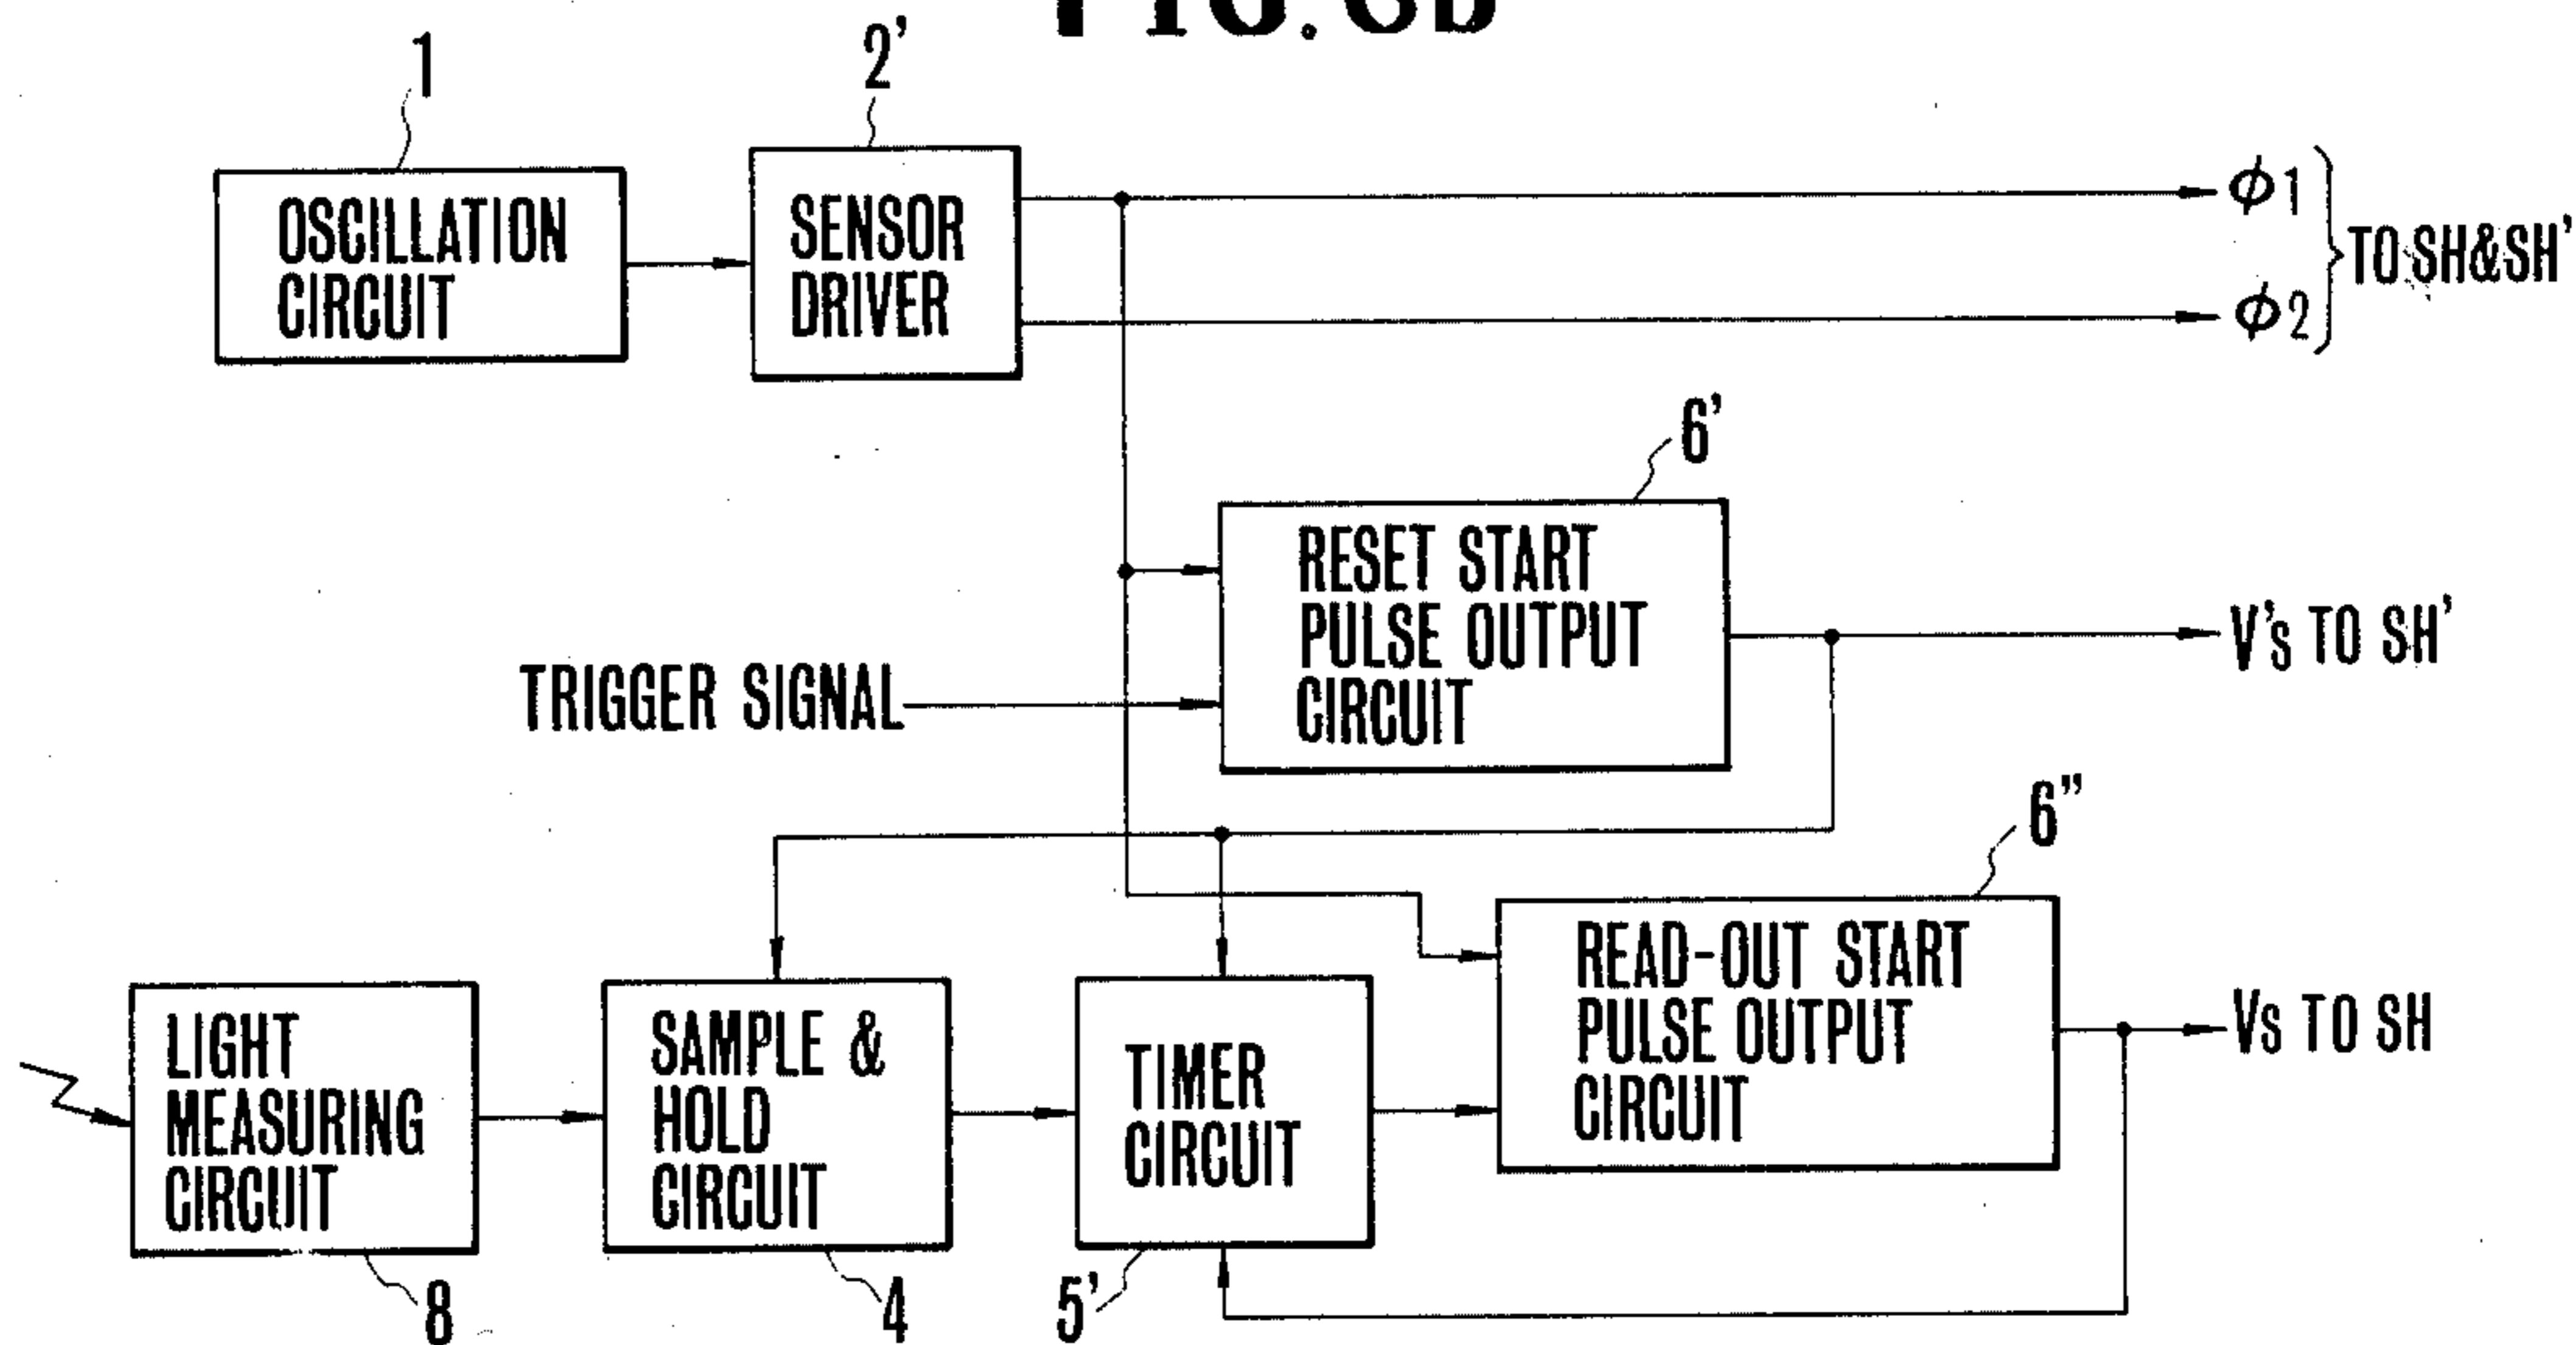 1
2'
OSCILLATION
CIRCUIT
SENSOR
DRIVER
ϕ1
ϕ2
TO SH&SH'
6'
RESET START
PULSE OUTPUT
CIRCUIT
TRIGGER SIGNAL
V's TO SH'
6"
READ-OUT START
PULSE OUTPUT
CIRCUIT
Vs TO SH
LIGHT
MEASURING
CIRCUIT
SAMPLE &
HOLD
CIRCUIT
TIMER
CIRCUIT
8
4
5'